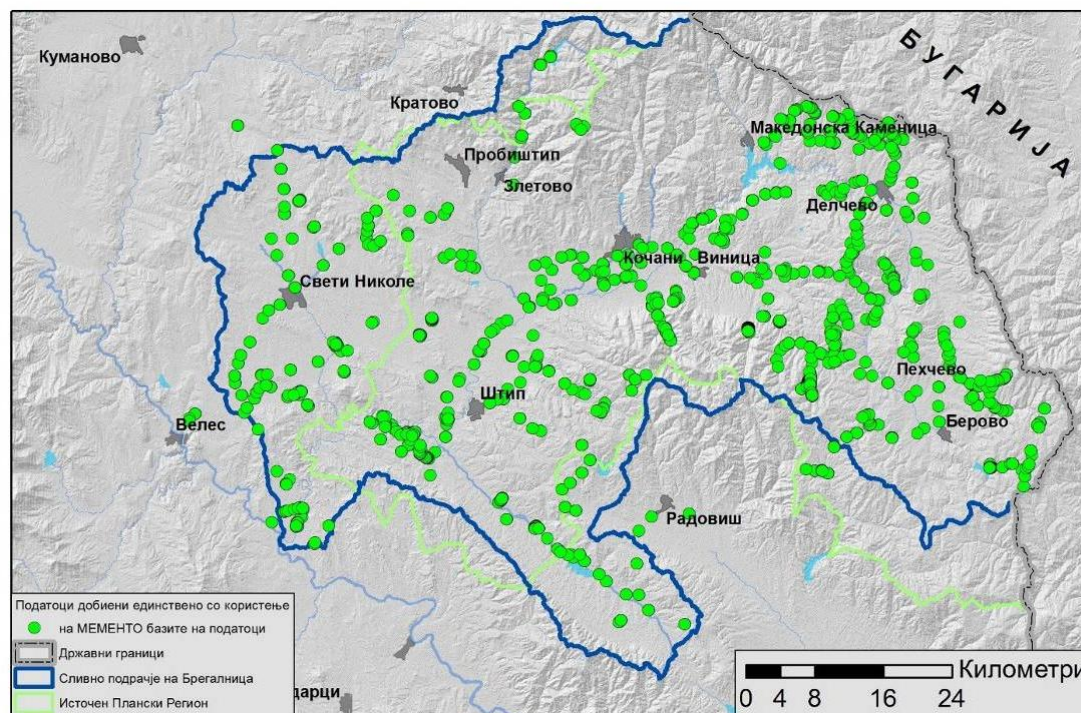 Куманово
БУГАРИЈА
Кратово
Македонска Каменица
Пробиштип
Злетово
Делчево
Кочани
Виница
Свети Николе
Пехчево
Штип
Велес
Берово
Радовиш
Податоци добиени единствено со користење
на МЕМЕНТО базите на податоци
Државни граници
Сливно подрачје на Брегалница
Источен Плански Регион
дарци
Километри
0 4 8 16 24